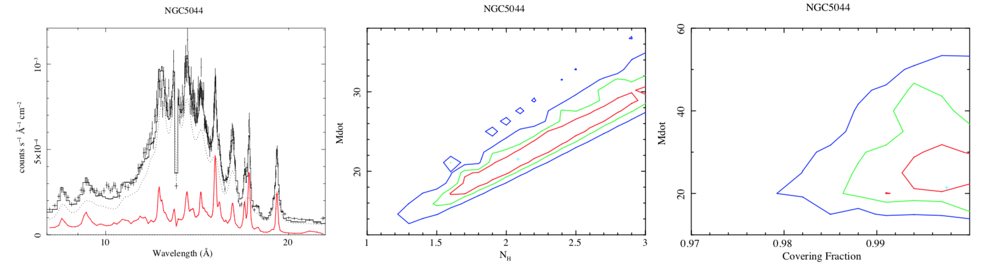 NGC5044
counts s⁻¹ Å⁻¹ cm⁻²
10⁻³
5×10⁻⁴
0
10
20
Wavelength (Å)
NGC5044
Mdot
30
20
1
1.5
2
2.5
3
N_H
NGC5044
Mdot
60
40
20
0.97
0.98
0.99
Covering Fraction